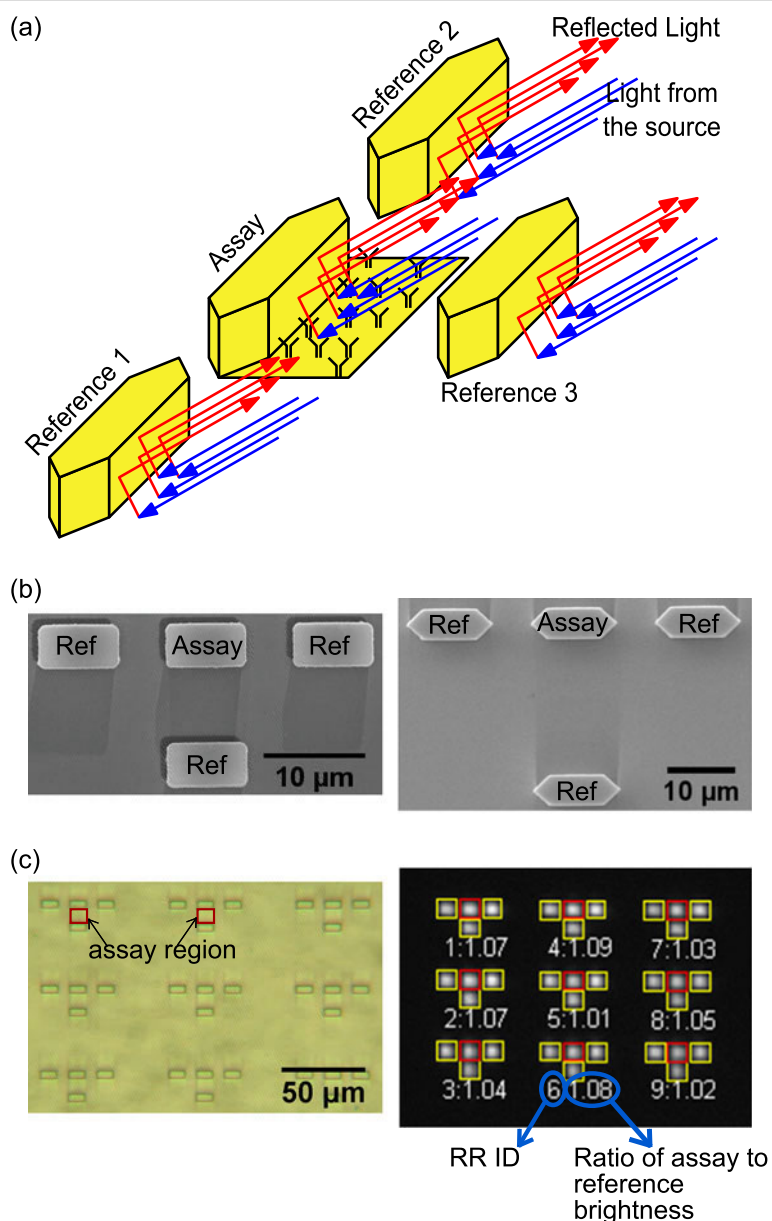 (a)
Reflected Light
Reference 2
Light from
the source
Assay
Reference 1
Reference 3
(b)
Ref
Assay
Ref
Ref
10 µm
Ref
Assay
Ref
Ref
10 µm
(c)
assay region
50 µm
1:1.07
4:1.09
7:1.03
2:1.07
5:1.01
8:1.05
3:1.04
6:1.08
9:1.02
RR ID
Ratio of assay to
reference
brightness